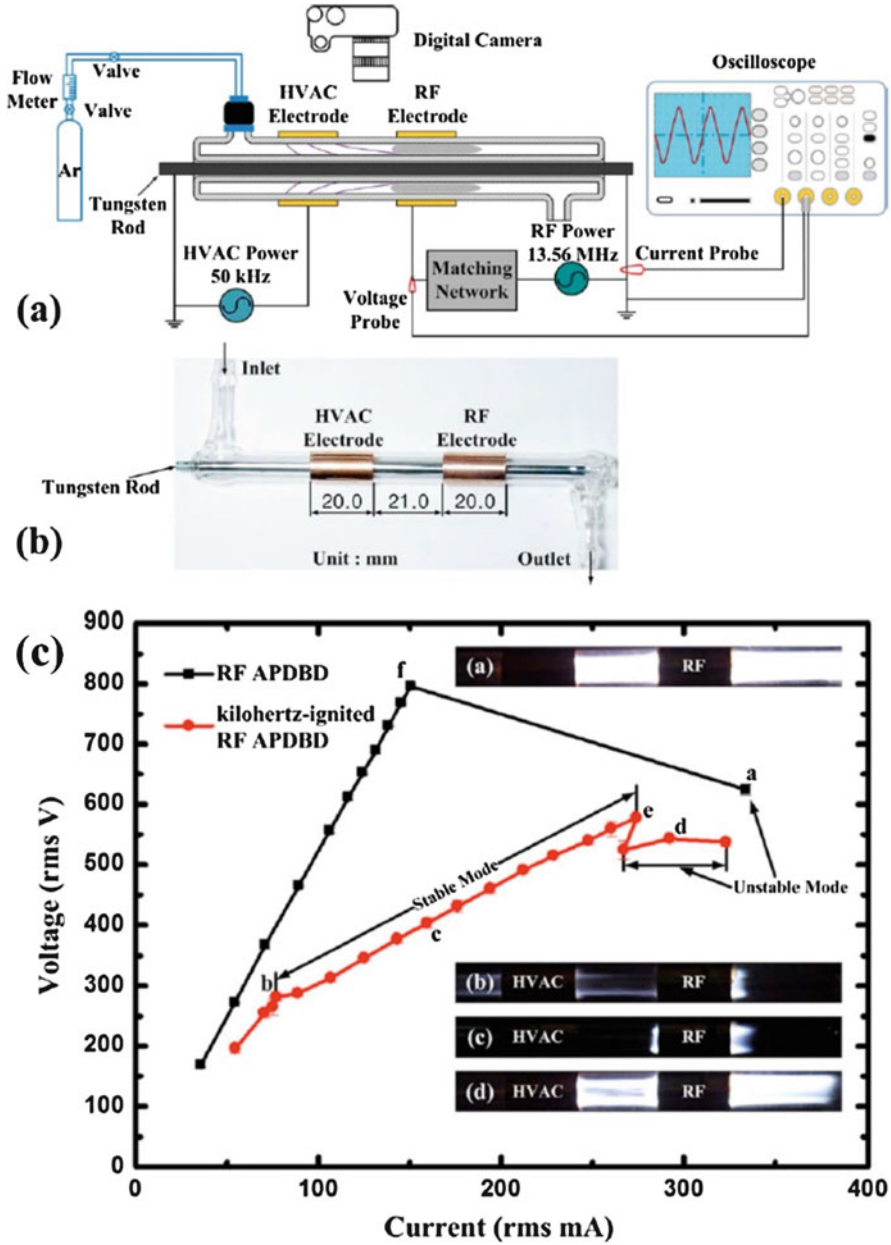 Digital Camera
Oscilloscope
Valve
Flow
Meter
Valve
HVAC
Electrode
RF
Electrode
Ar
Tungsten
Rod
HVAC Power
50 kHz
RF Power
13.56 MHz
Current Probe
Matching
Network
Voltage
Probe
(a)
Inlet
HVAC
Electrode
RF
Electrode
Tungsten Rod
20.0
21.0
20.0
(b)
Unit : mm
Outlet
(c)
900
800
700
600
500
400
300
200
100
0
Voltage (rms V)
RF APDBD
kilohertz-ignited
RF APDBD
f
(a)
RF
a
e
d
Stable Mode
Unstable Mode
c
b
(b)
HVAC
RF
(c)
HVAC
RF
(d)
HVAC
RF
0
100
200
300
400
Current (rms mA)